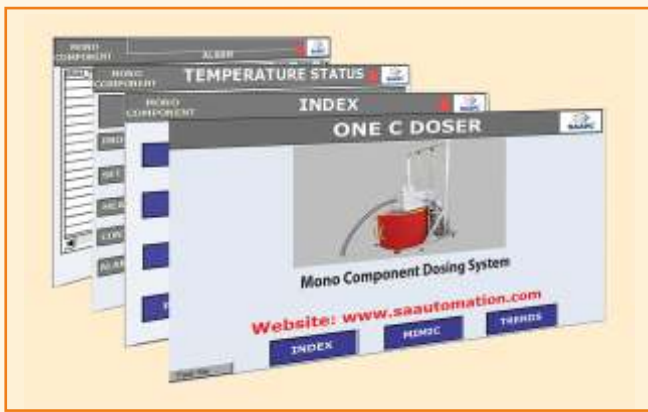 MONO
COMPONENT
ALARM
MONO
COMPONENT
TEMPERATURE STATUS
MONO
COMPONENT
INDEX
ONE C DOSER
Mono Component Dosing System
Website: www.saautomation.com
INDEX
MIMIC
TRENDS